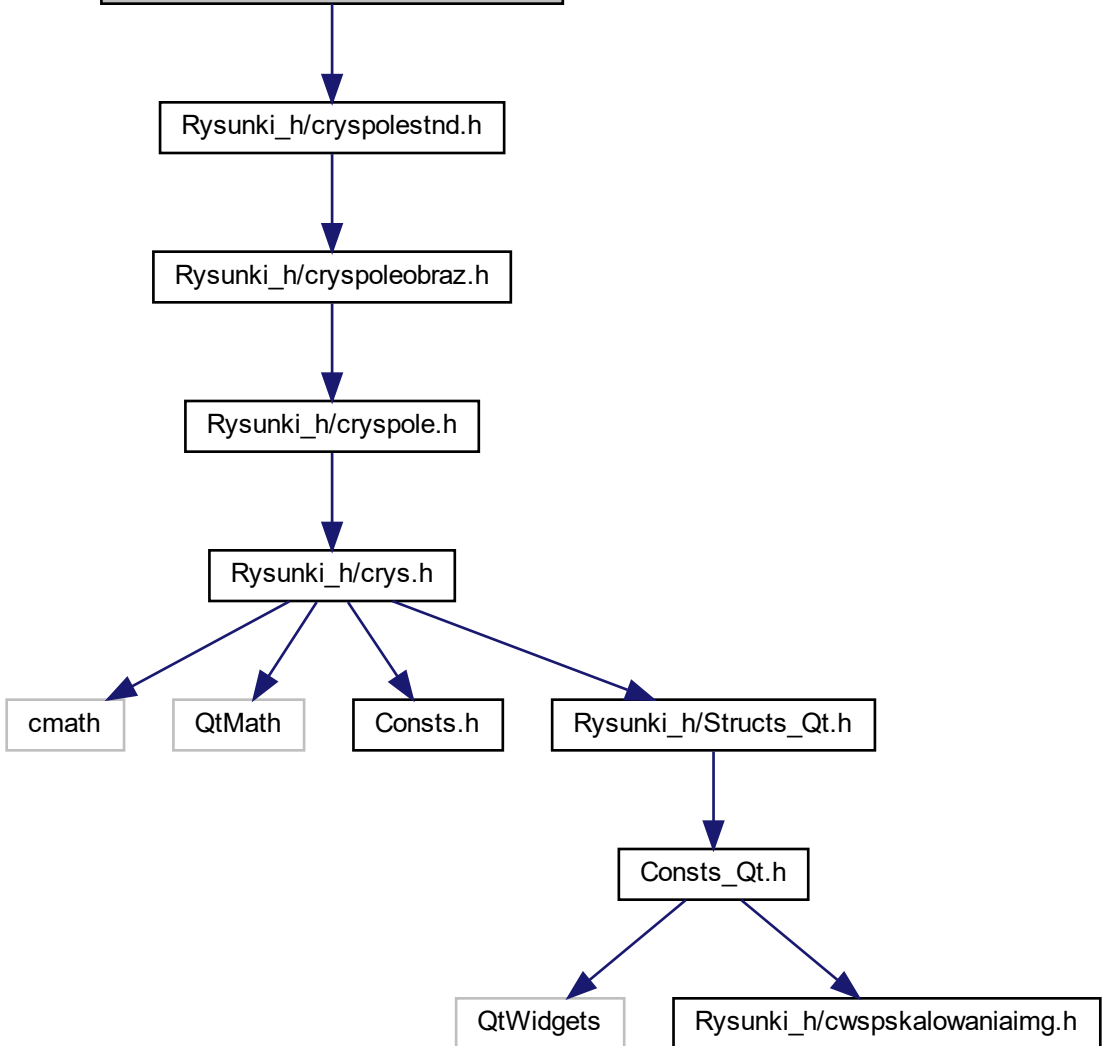 Rysunki_h/cryspolestnd.h
Rysunki_h/cryspoleobraz.h
Rysunki_h/cryspole.h
Rysunki_h/crys.h
cmath
QtMath
Consts.h
Rysunki_h/Structs_Qt.h
Consts_Qt.h
QtWidgets
Rysunki_h/cwspskalowaniaimg.h